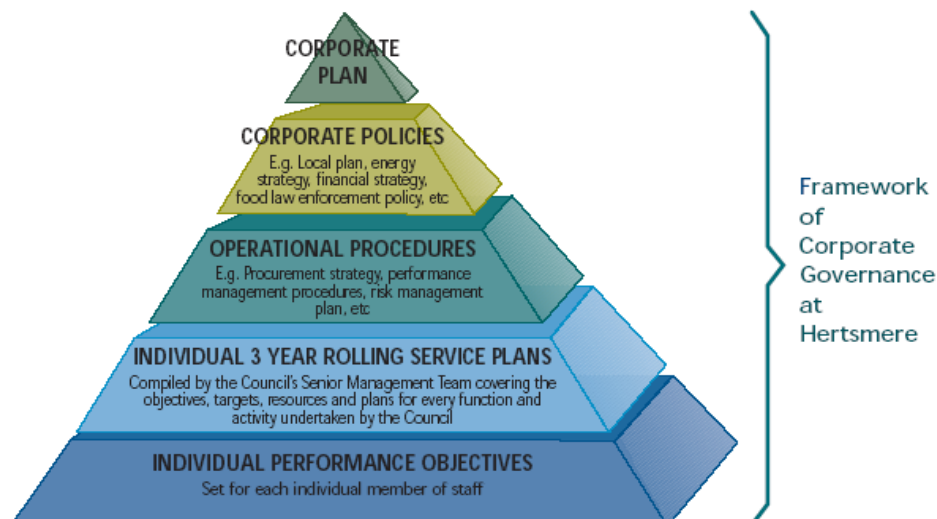 CORPORATE
PLAN
CORPORATE POLICIES
E.g. Local plan, energy
strategy, financial strategy,
food law enforcement policy, etc
OPERATIONAL PROCEDURES
E.g. Procurement strategy, performance
management procedures, risk management
plan, etc
INDIVIDUAL 3 YEAR ROLLING SERVICE PLANS
Compiled by the Council's Senior Management Team covering the
objectives, targets, resources and plans for every function and
activity undertaken by the Council
INDIVIDUAL PERFORMANCE OBJECTIVES
Set for each individual member of staff
Framework
of
Corporate
Governance
at
Hertsmere